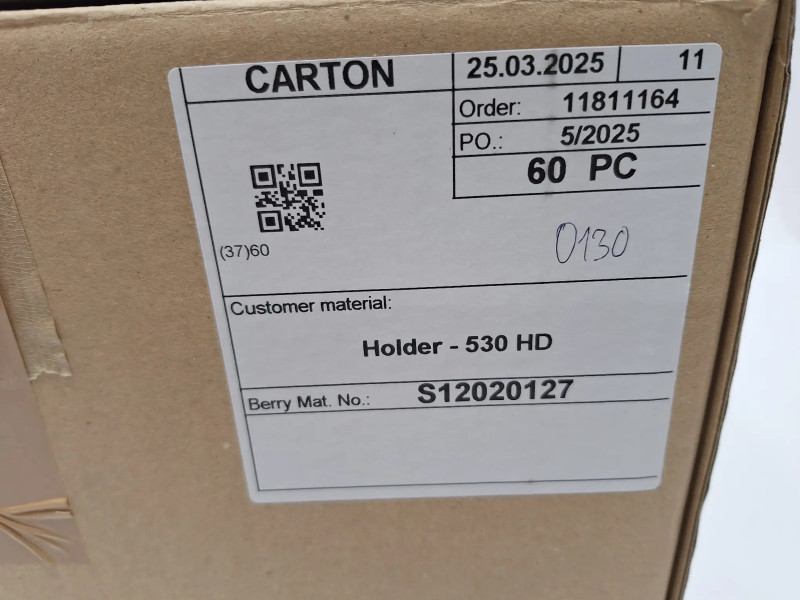 CARTON
25.03.2025 11
Order: 11811164
PO.: 5/2025
60 PC
(37)60
0130
Customer material:
Holder - 530 HD
Berry Mat. No.: S12020127